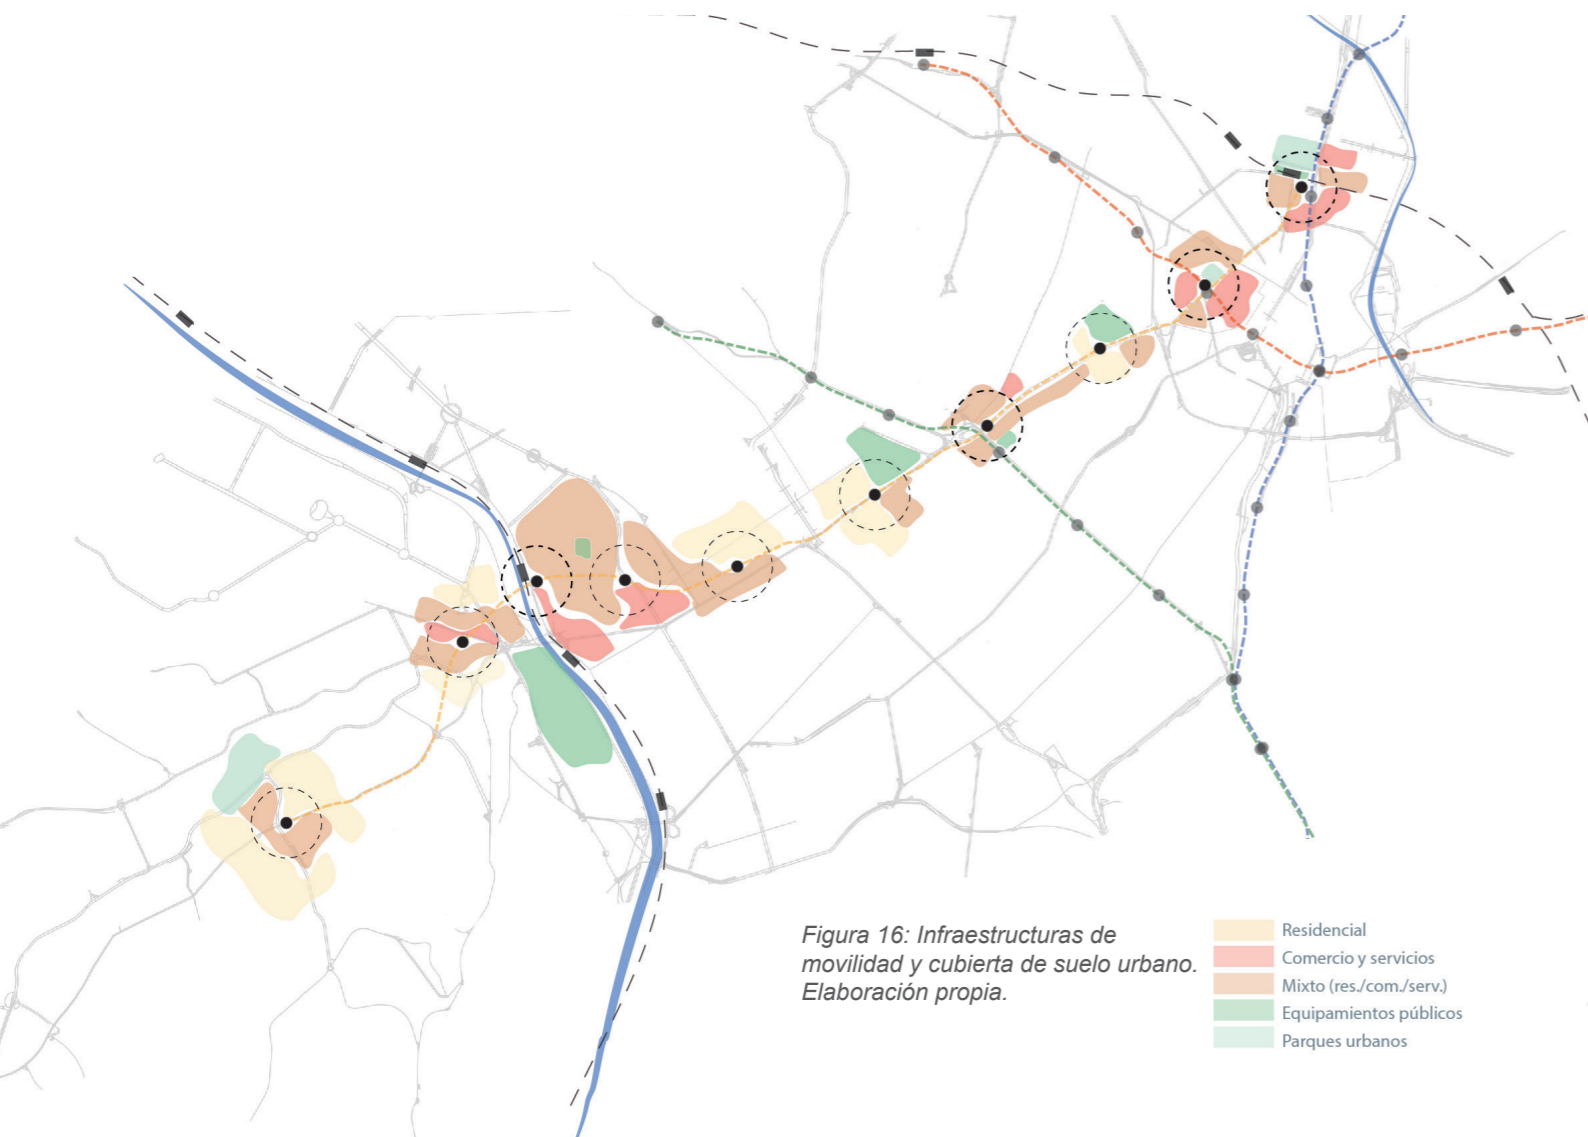 Figura 16: Infraestructuras de
movilidad y cubierta de suelo urbano.
Elaboración propia.
Residencial
Comercio y servicios
Mixto (res./com./serv.)
Equipamientos públicos
Parques urbanos